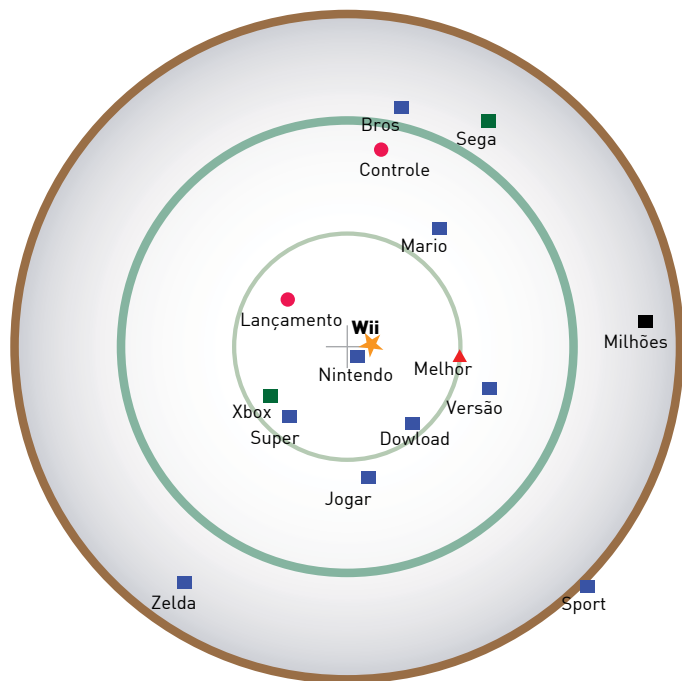 Bros
Sega
Controle
Mario
Lançamento
Wii
Milhões
Melhor
Nintendo
Versão
Xbox
Super
Dowload
Jogar
Zelda
Sport